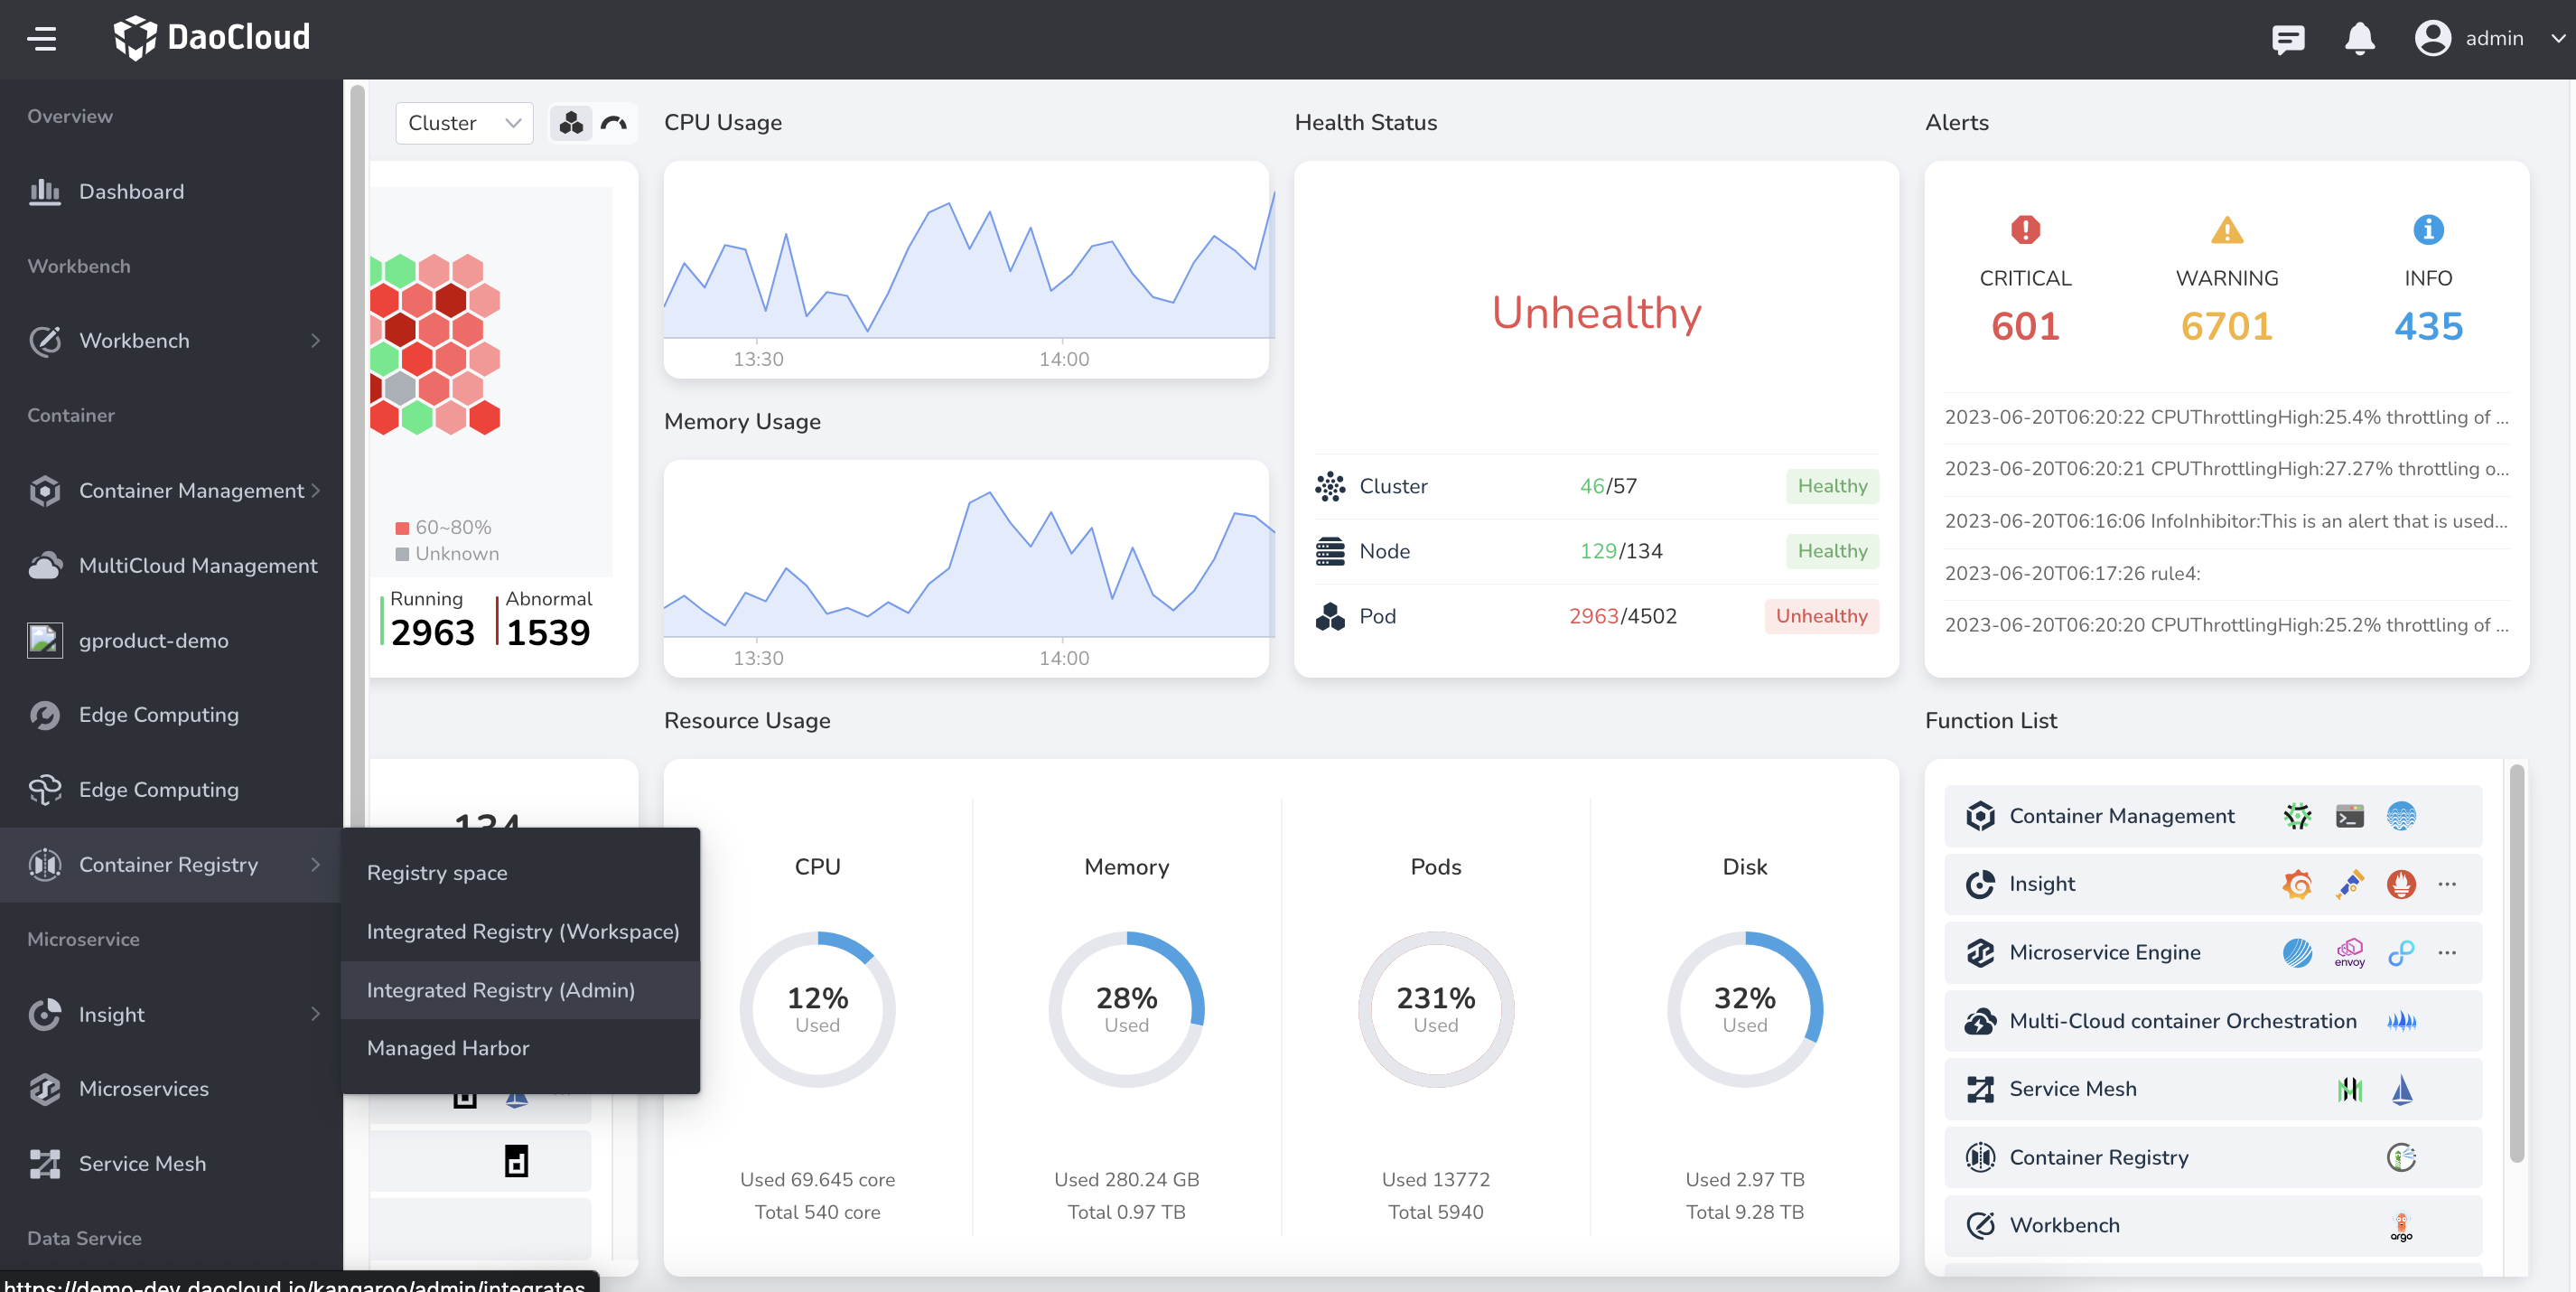 DaoCloud
admin
Overview
Dashboard
Workbench
Workbench
Container
Container Management
MultiCloud Management
gproduct-demo
Edge Computing
Edge Computing
Container Registry
Microservice
Insight
Microservices
Service Mesh
Data Service
Registry space
Integrated Registry (Workspace)
Integrated Registry (Admin)
Managed Harbor
https://demo-dev.daocloud.io/kangaroo/admin/integrates
Cluster
60~80%
Unknown
Running
2963
Abnormal
1539
134
CPU Usage
13:30
14:00
Memory Usage
13:30
14:00
Health Status
Unhealthy
Cluster 46/57 Healthy
Node 129/134 Healthy
Pod 2963/4502 Unhealthy
Alerts
CRITICAL WARNING INFO
601 6701 435
2023-06-20T06:20:22 CPUThrottlingHigh:25.4% throttling of ...
2023-06-20T06:20:21 CPUThrottlingHigh:27.27% throttling o...
2023-06-20T06:16:06 InfoInhibitor:This is an alert that is used...
2023-06-20T06:17:26 rule4:
2023-06-20T06:20:20 CPUThrottlingHigh:25.2% throttling of ...
Resource Usage
CPU
12%
Used
Used 69.645 core
Total 540 core
Memory
28%
Used
Used 280.24 GB
Total 0.97 TB
Pods
231%
Used
Used 13772
Total 5940
Disk
32%
Used
Used 2.97 TB
Total 9.28 TB
Function List
Container Management
Insight
...
Microservice Engine
envoy
...
Multi-Cloud container Orchestration
Service Mesh
Container Registry
Workbench
argo